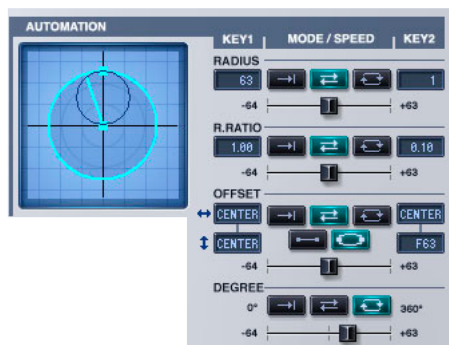 AUTOMATION
KEY1 MODE / SPEED KEY2
RADIUS
63 1
-64 +63
R.RATIO
1.00 0.10
-64 +63
OFFSET
CENTER CENTER
CENTER F63
-64 +63
DEGREE
0° 360°
-64 +63